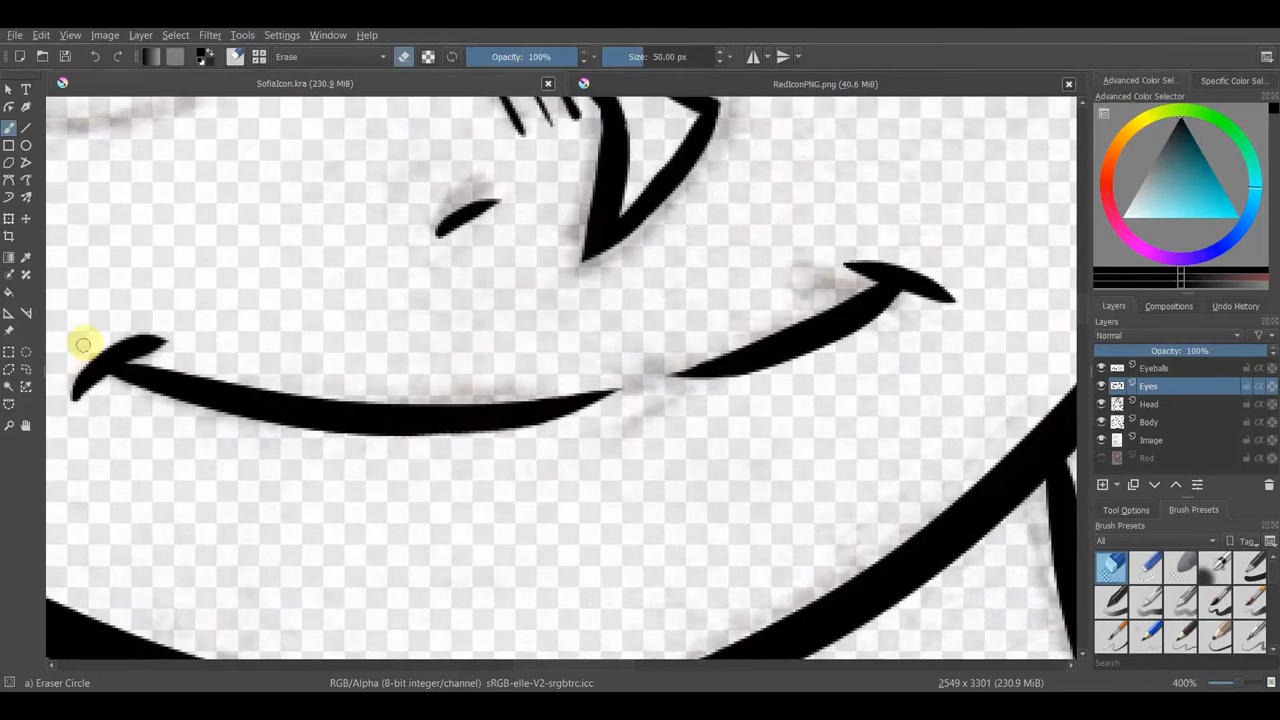 File Edit View Image Layer Select Filter Tools Settings Window Help
Erase Opacity: 100% Size: 50.00 px
SofiaIcon.kra (230.9 MiB) RedIconPNG.png (40.6 MiB)
Advanced Color Sel... Specific Color Sel...
Advanced Color Selector
Layers Compositions Undo History
Layers
Normal
Opacity: 100%
Eyeballs
Eyes
Head
Body
Image
Red
Tool Options Brush Presets
Brush Presets
All Tag
Search
a) Eraser Circle RGB/Alpha (8-bit integer/channel) sRGB-elle-V2-srgbtrc.icc 2549 x 3301 (230.9 MiB) 400%